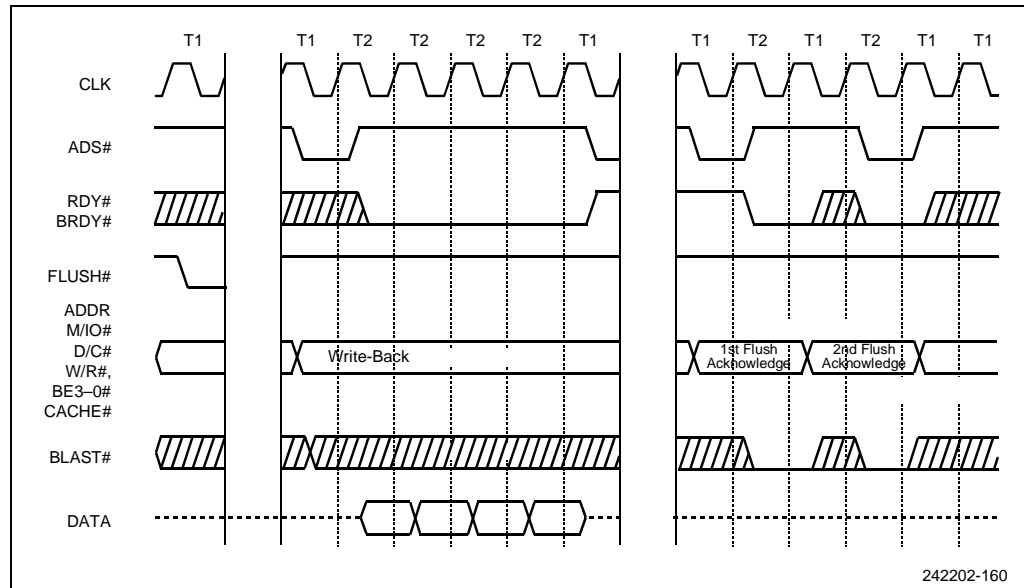 T1 T1 T2 T2 T2 T2 T1 T1 T2 T1 T2 T1 T1
CLK
ADS#
RDY#
BRDY#
FLUSH#
ADDR
M/IO#
D/C#
W/R#,
BE3–0#
CACHE#
Write-Back
1st Flush
Acknowledge
2nd Flush
Acknowledge
BLAST#
DATA
242202-160